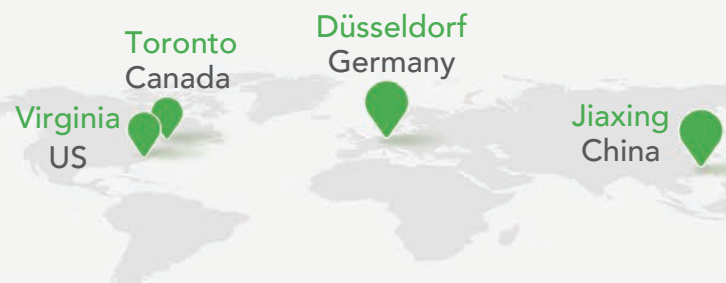 Toronto
Canada
Düsseldorf
Germany
Virginia
US
Jiaxing
China